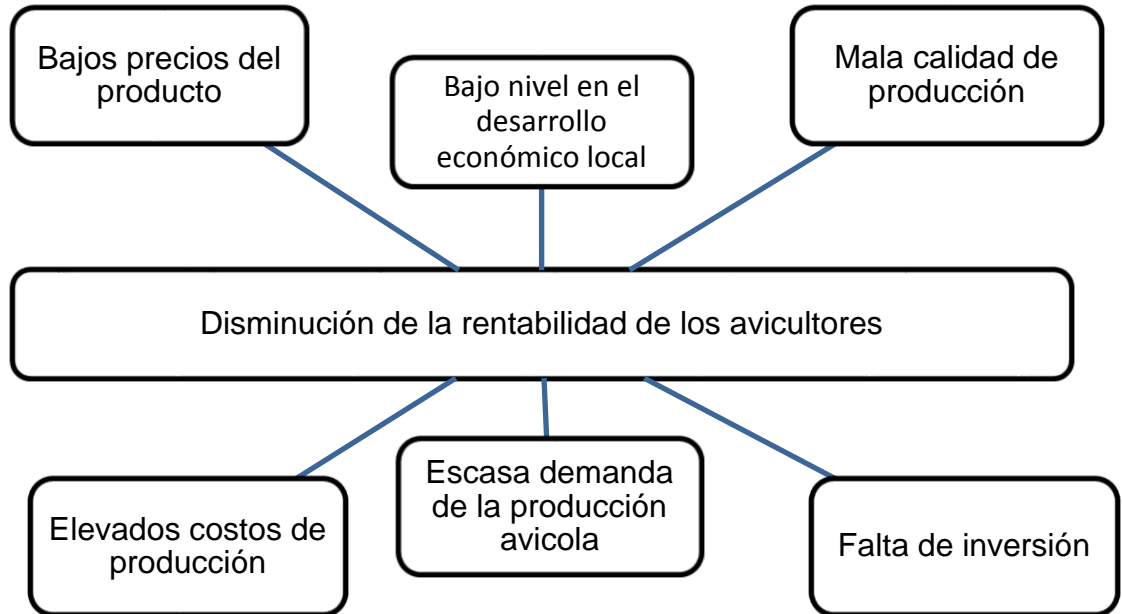 Bajos precios del
producto
Bajo nivel en el
desarrollo
económico local
Mala calidad de
producción
Disminución de la rentabilidad de los avicultores
Elevados costos de
producción
Escasa demanda
de la producción
avicola
Falta de inversión